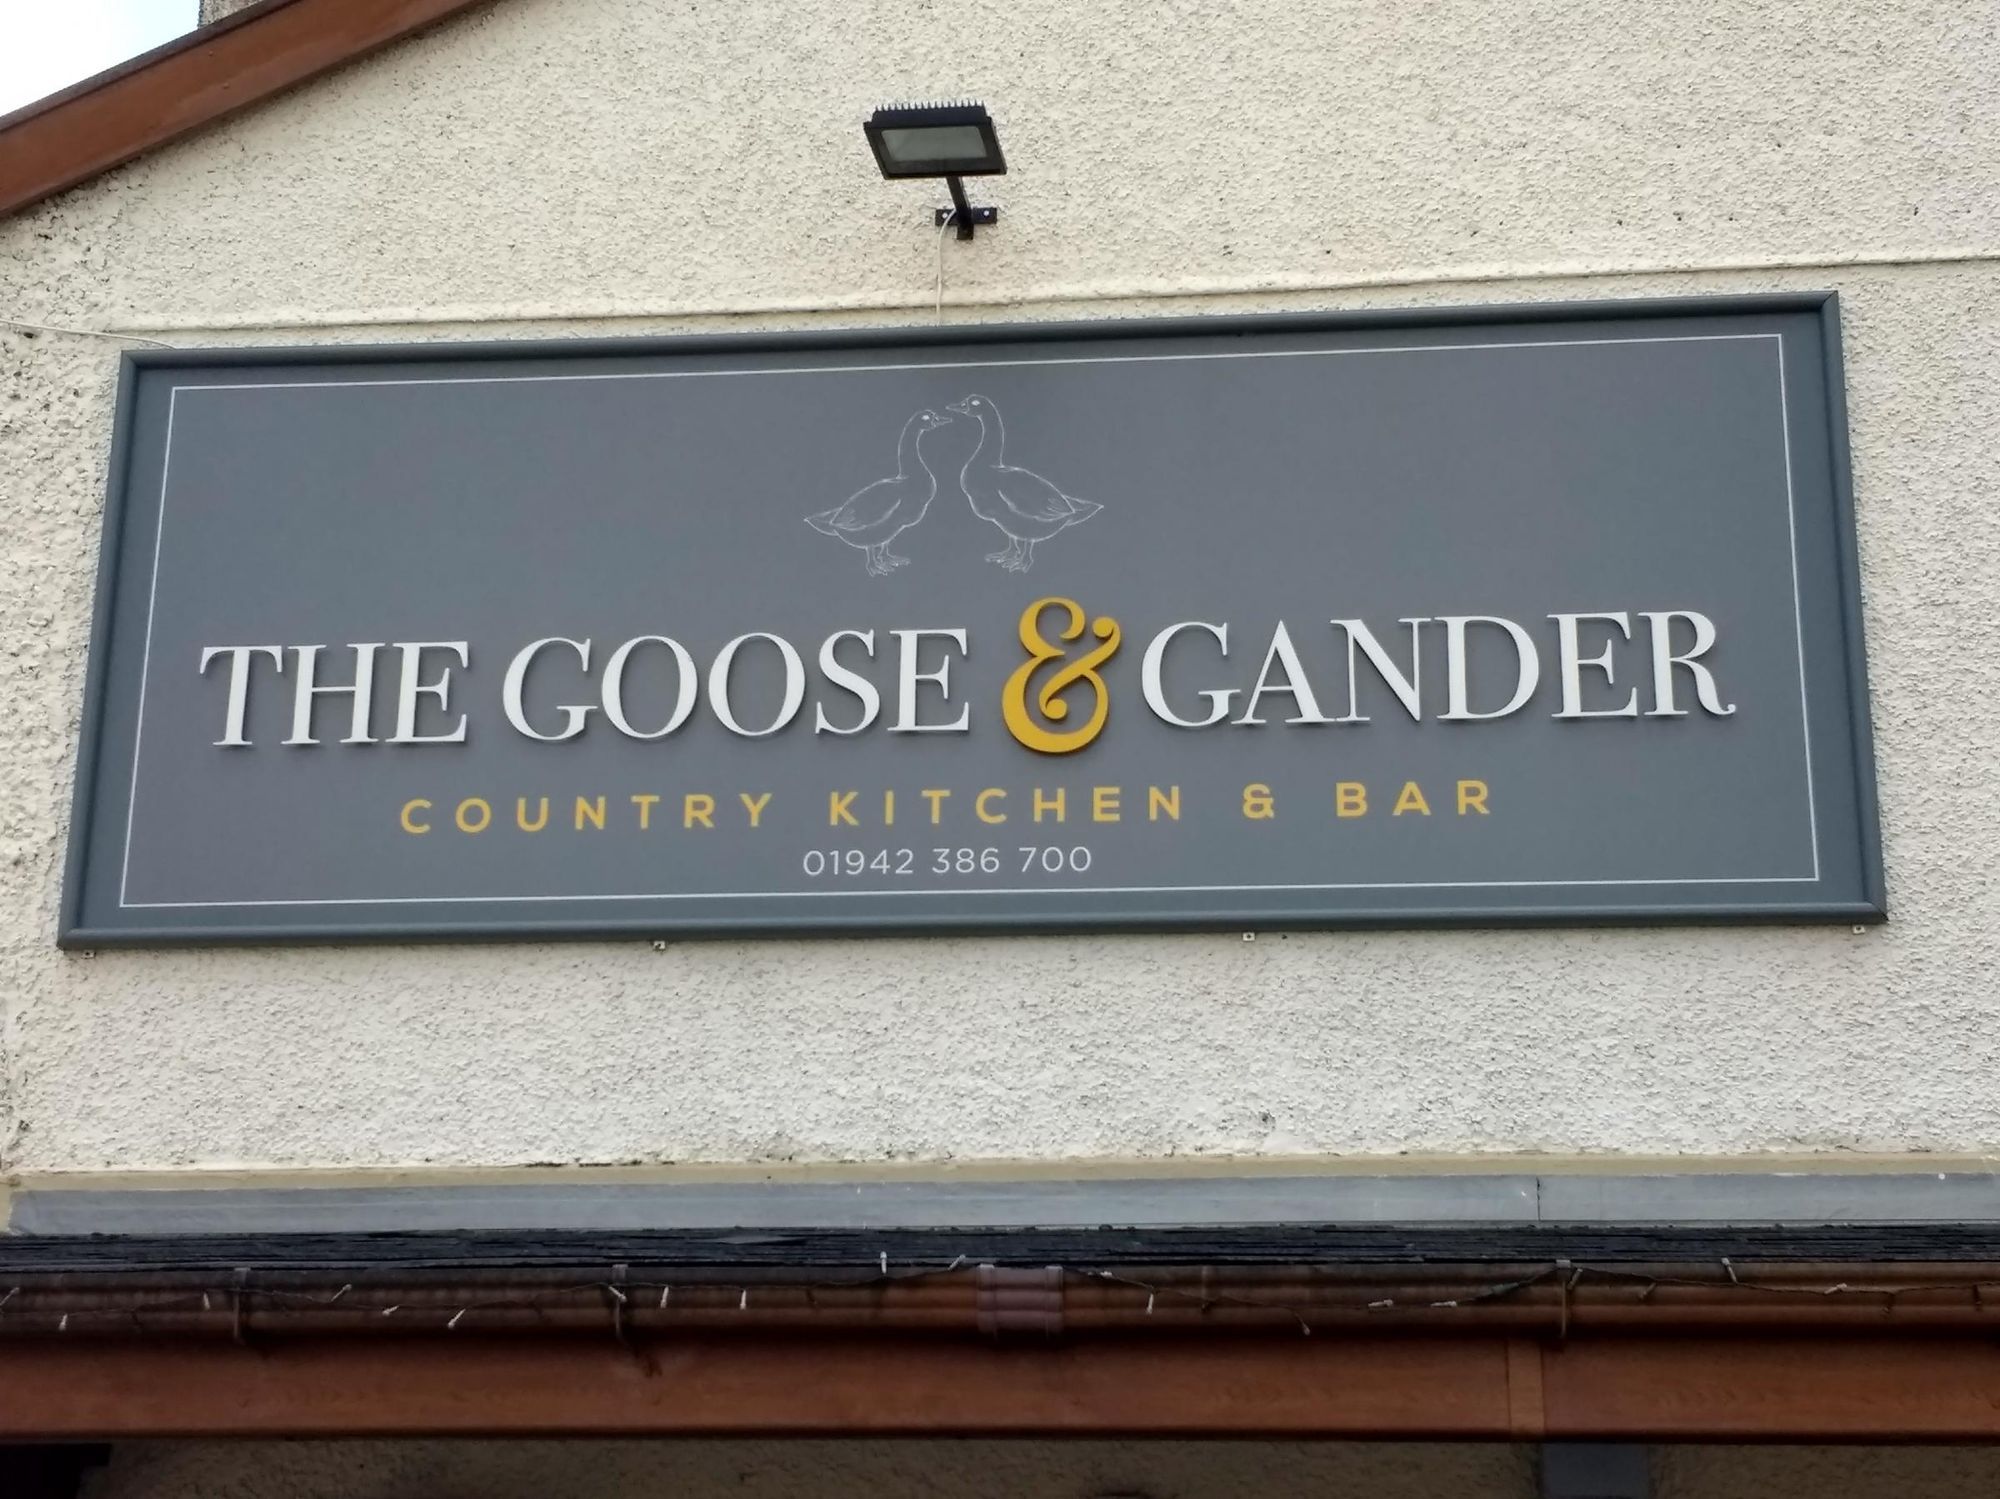 THE GOOSE & GANDER
COUNTRY KITCHEN & BAR
01942 386 700